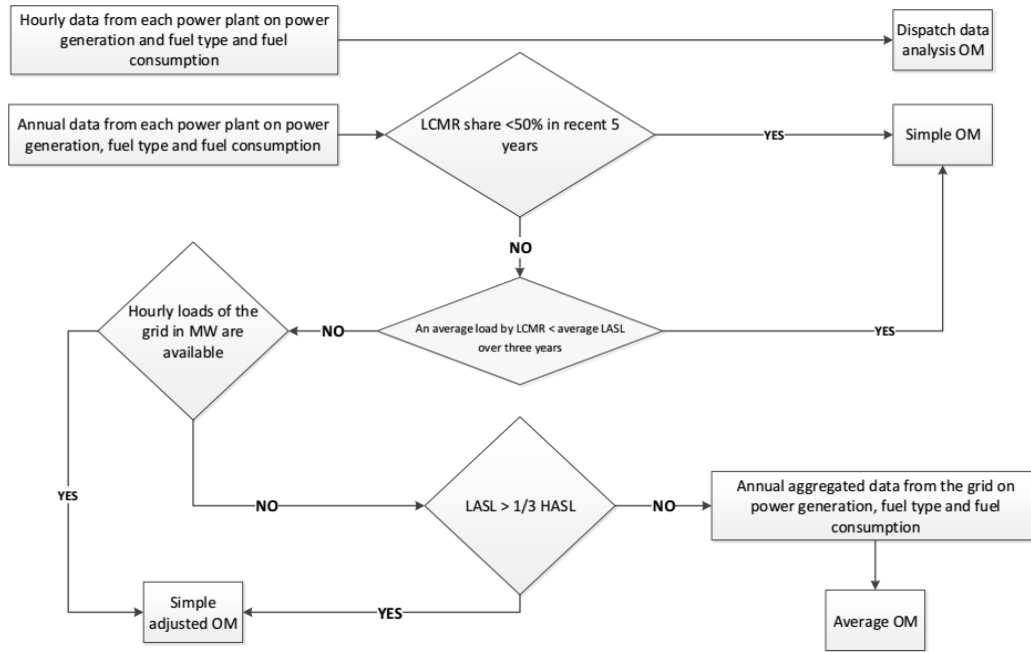 Hourly data from each power plant on power
generation and fuel type and fuel
consumption
Dispatch data
analysis OM
Annual data from each power plant on power
generation, fuel type and fuel consumption
LCMR share <50% in recent 5
years
YES
Simple OM
NO
Hourly loads of the
grid in MW are
available
NO
An average load by LCMR < average LASL
over three years
YES
YES
NO
LASL > 1/3 HASL
NO
Annual aggregated data from the grid on
power generation, fuel type and fuel
consumption
Simple
adjusted OM
YES
Average OM